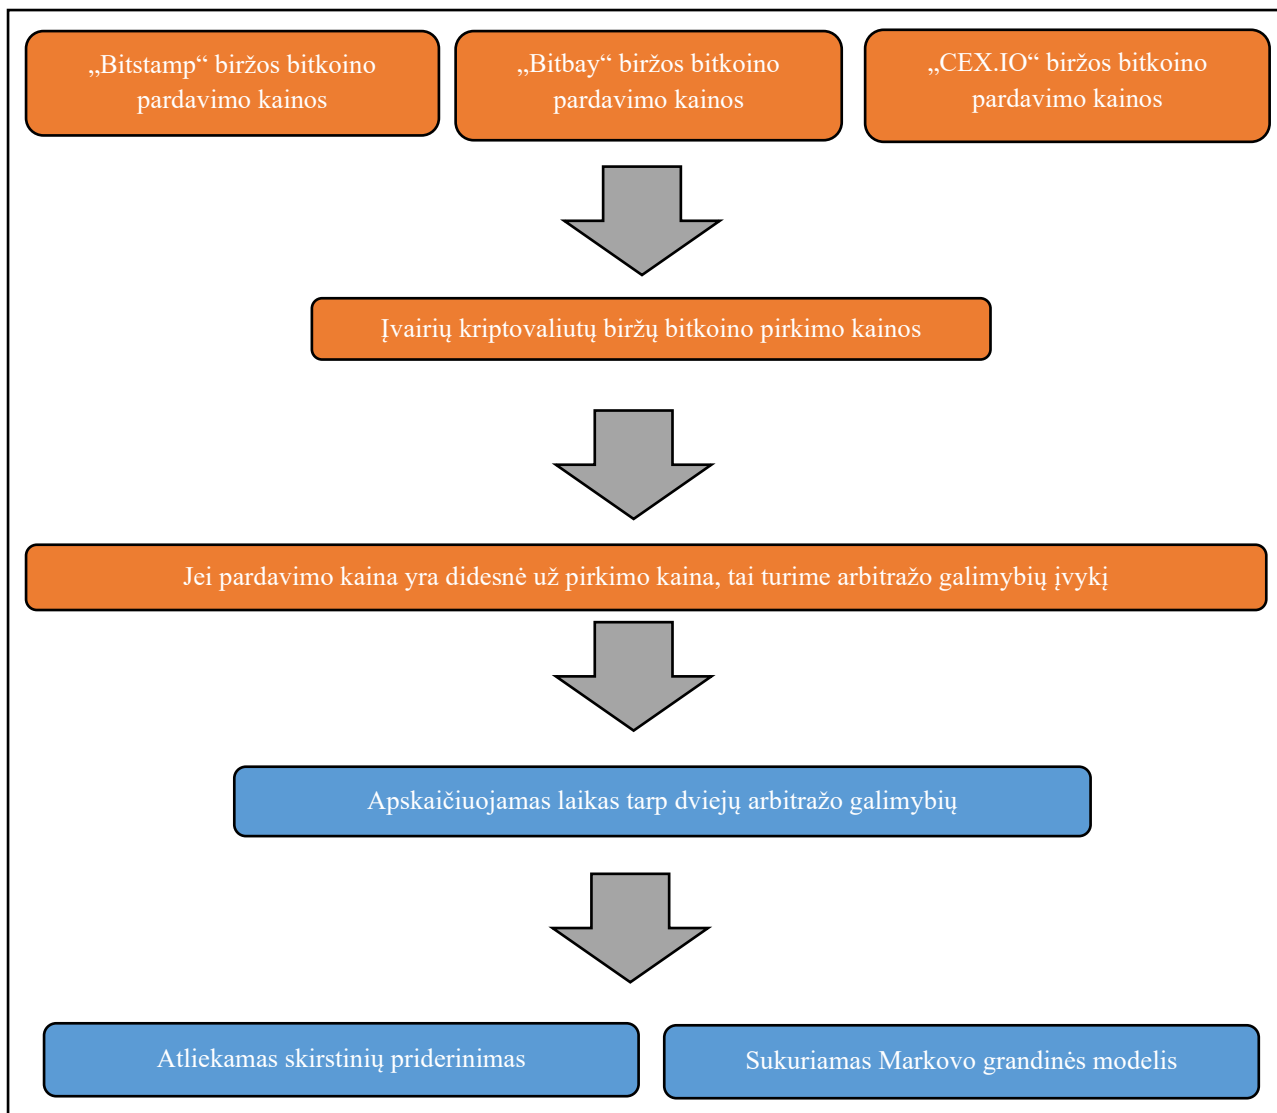 „Bitstamp“ biržos bitkoino
pardavimo kainos
„Bitbay“ biržos bitkoino
pardavimo kainos
„CEX.IO“ biržos bitkoino
pardavimo kainos
Įvairių kriptovaliutų biržų bitkoino pirkimo kainos
Jei pardavimo kaina yra didesnė už pirkimo kaina, tai turime arbitražo galimybių įvykį
Apskaičiuojamas laikas tarp dviejų arbitražo galimybių
Atliekamas skirstinių priderinimas
Sukuriamas Markovo grandinės modelis